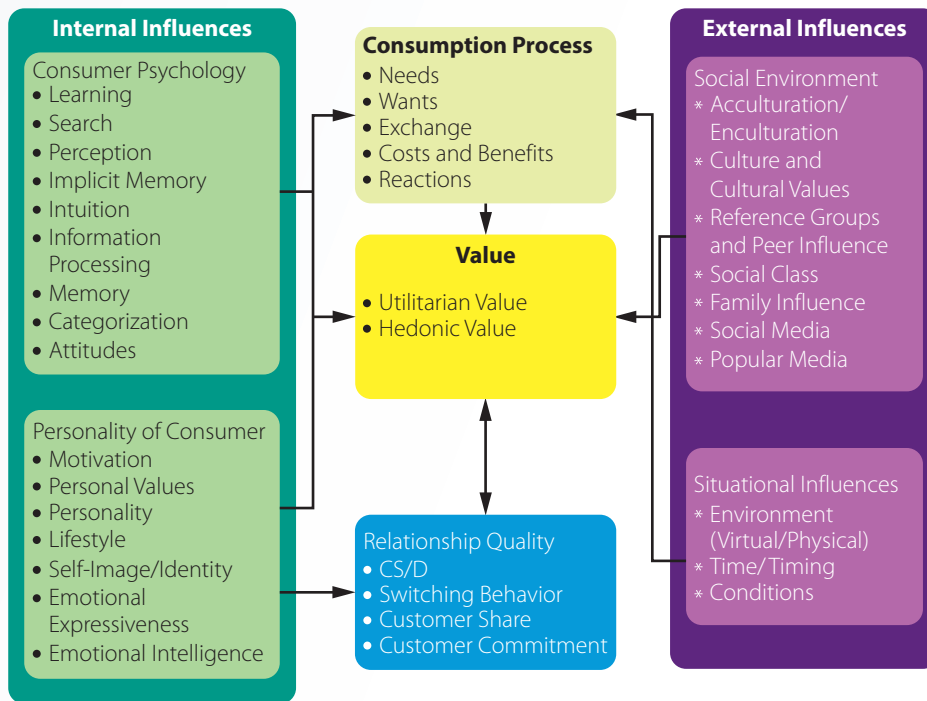 Internal Influences
Consumer Psychology
• Learning
• Search
• Perception
• Implicit Memory
• Intuition
• Information
Processing
• Memory
• Categorization
• Attitudes
Personality of Consumer
• Motivation
• Personal Values
• Personality
• Lifestyle
• Self-Image/Identity
• Emotional
Expressiveness
• Emotional Intelligence
Consumption Process
• Needs
• Wants
• Exchange
• Costs and Benefits
• Reactions
Value
• Utilitarian Value
• Hedonic Value
Relationship Quality
• CS/D
• Switching Behavior
• Customer Share
• Customer Commitment
External Influences
Social Environment
* Acculturation/
Enculturation
* Culture and
Cultural Values
* Reference Groups
and Peer Influence
* Social Class
* Family Influence
* Social Media
* Popular Media
Situational Influences
* Environment
(Virtual/Physical)
* Time/Timing
* Conditions